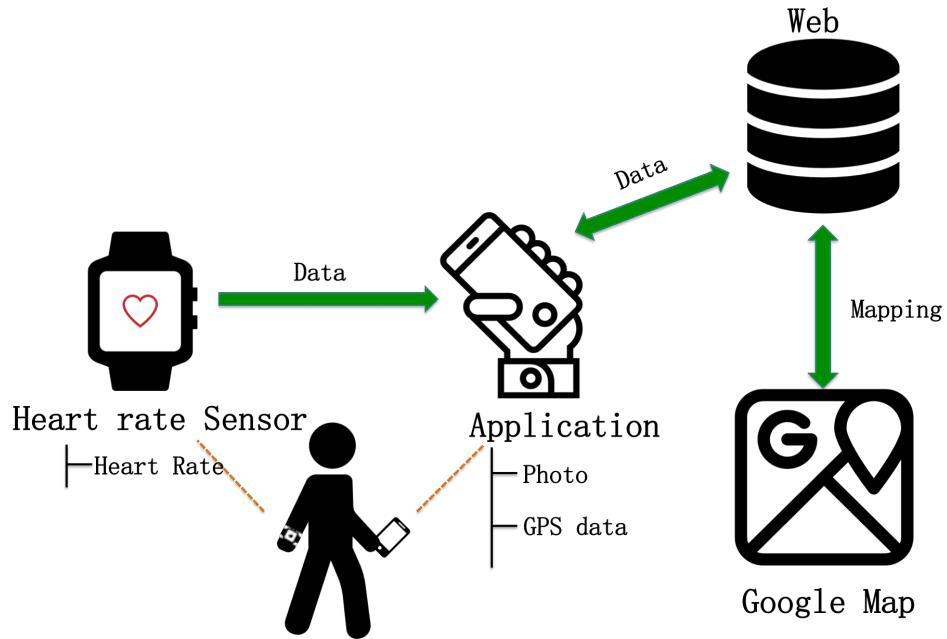 Web
Data
Data
Mapping
Heart rate Sensor
Heart Rate
Application
Photo
GPS data
G
Google Map